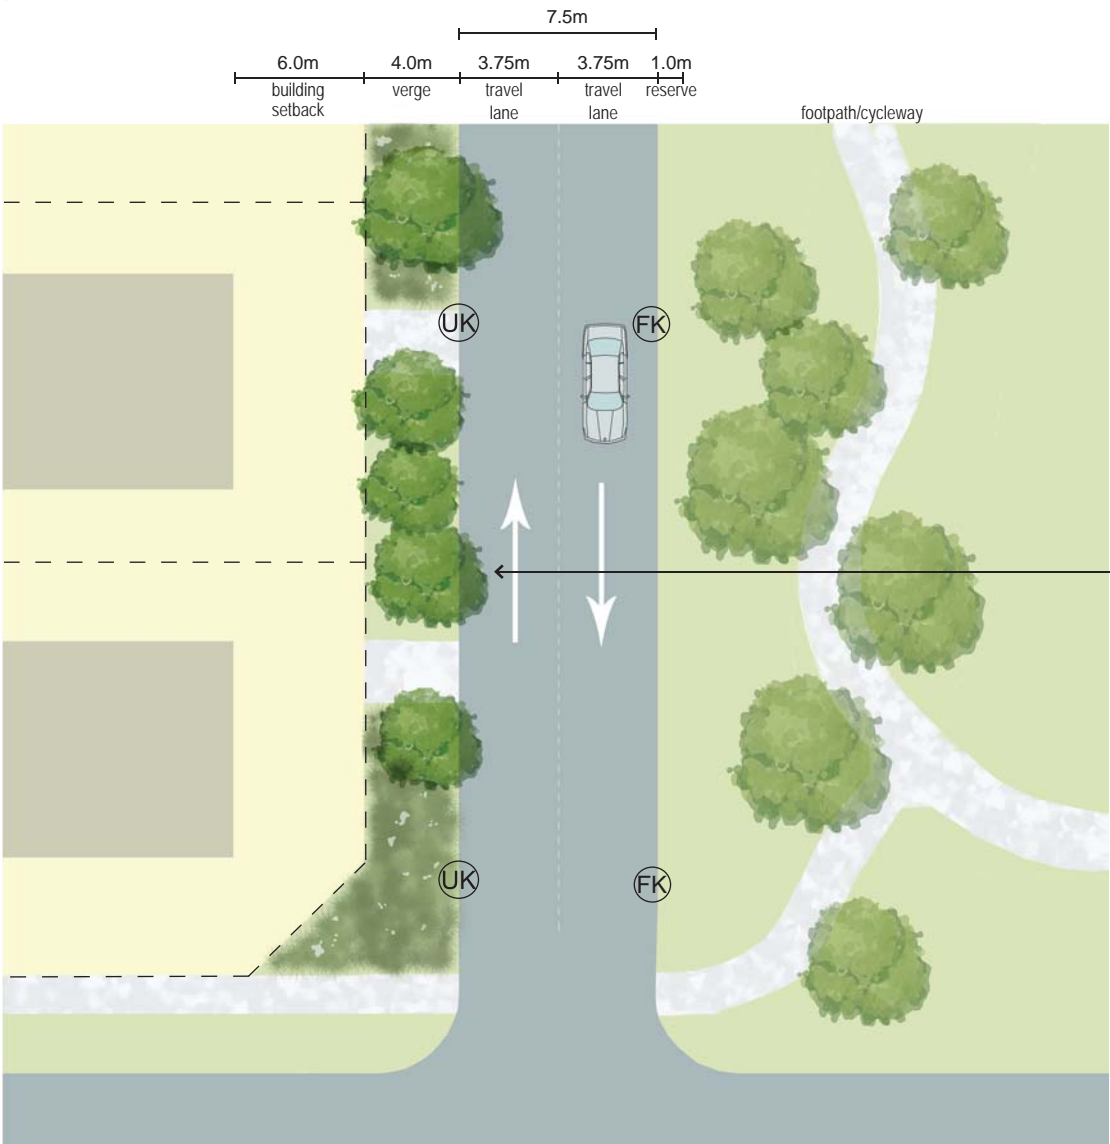 7.5m
6.0m 4.0m 3.75m 3.75m 1.0m
building verge travel travel reserve
setback lane lane footpath/cycleway
UK FK
UK FK